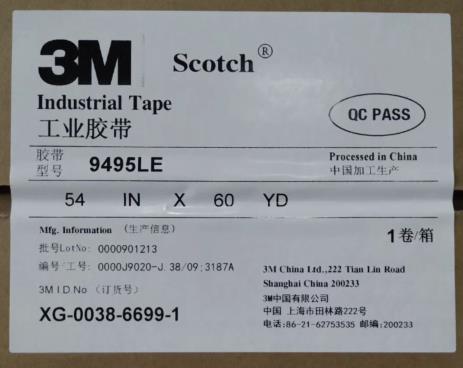 3M Scotch®
Industrial Tape
工业胶带
QC PASS
胶带
型号 9495LE
Processed in China
中国加工生产
54 IN X 60 YD
Mfg. Information (生产信息)
1卷/箱
批号LotNo: 0000901213
编号/工号: 0000J9020-J. 38/09;3187A
3M I D.No (订货号)
XG-0038-6699-1
3M China Ltd.,222 Tian Lin Road
Shanghai China 200233
3M中国有限公司
中国 上海市田林路222号
电话:86-21-62753535 邮编:200233